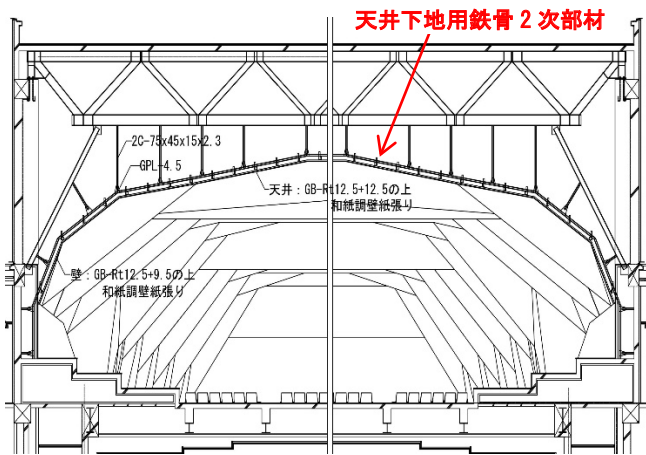 天井下地用鉄骨2次部材
2C-75x45x15x2.3
GPL-4.5
天井：GB-Rt12.5+12.5の上
和紙調壁紙張り
壁：GB-Rt12.5+9.5の上
和紙調壁紙張り